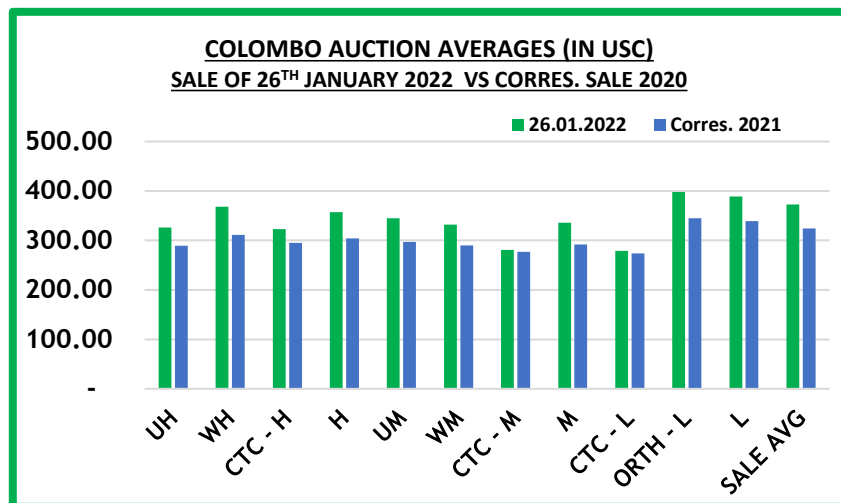 COLOMBO AUCTION AVERAGES (IN USC)
SALE OF 26TH JANUARY 2022 VS CORRES. SALE 2020
26.01.2022 Corres. 2021
500.00
400.00
300.00
200.00
100.00
-
UH
WH
CTC - H
H
UM
WM
CTC - M
M
CTC - L
ORTH - L
L
SALE AVG